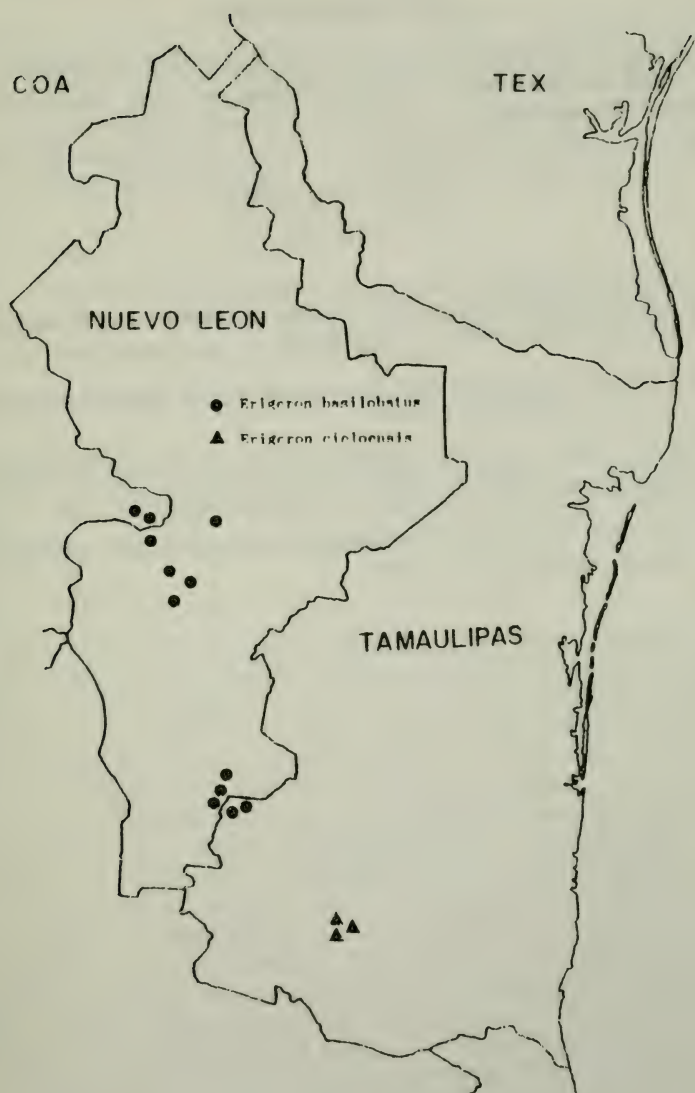 COA
TEX
NUEVO LEON
Erigeron basilobatus
Erigeron cieloensis
TAMAULIPAS